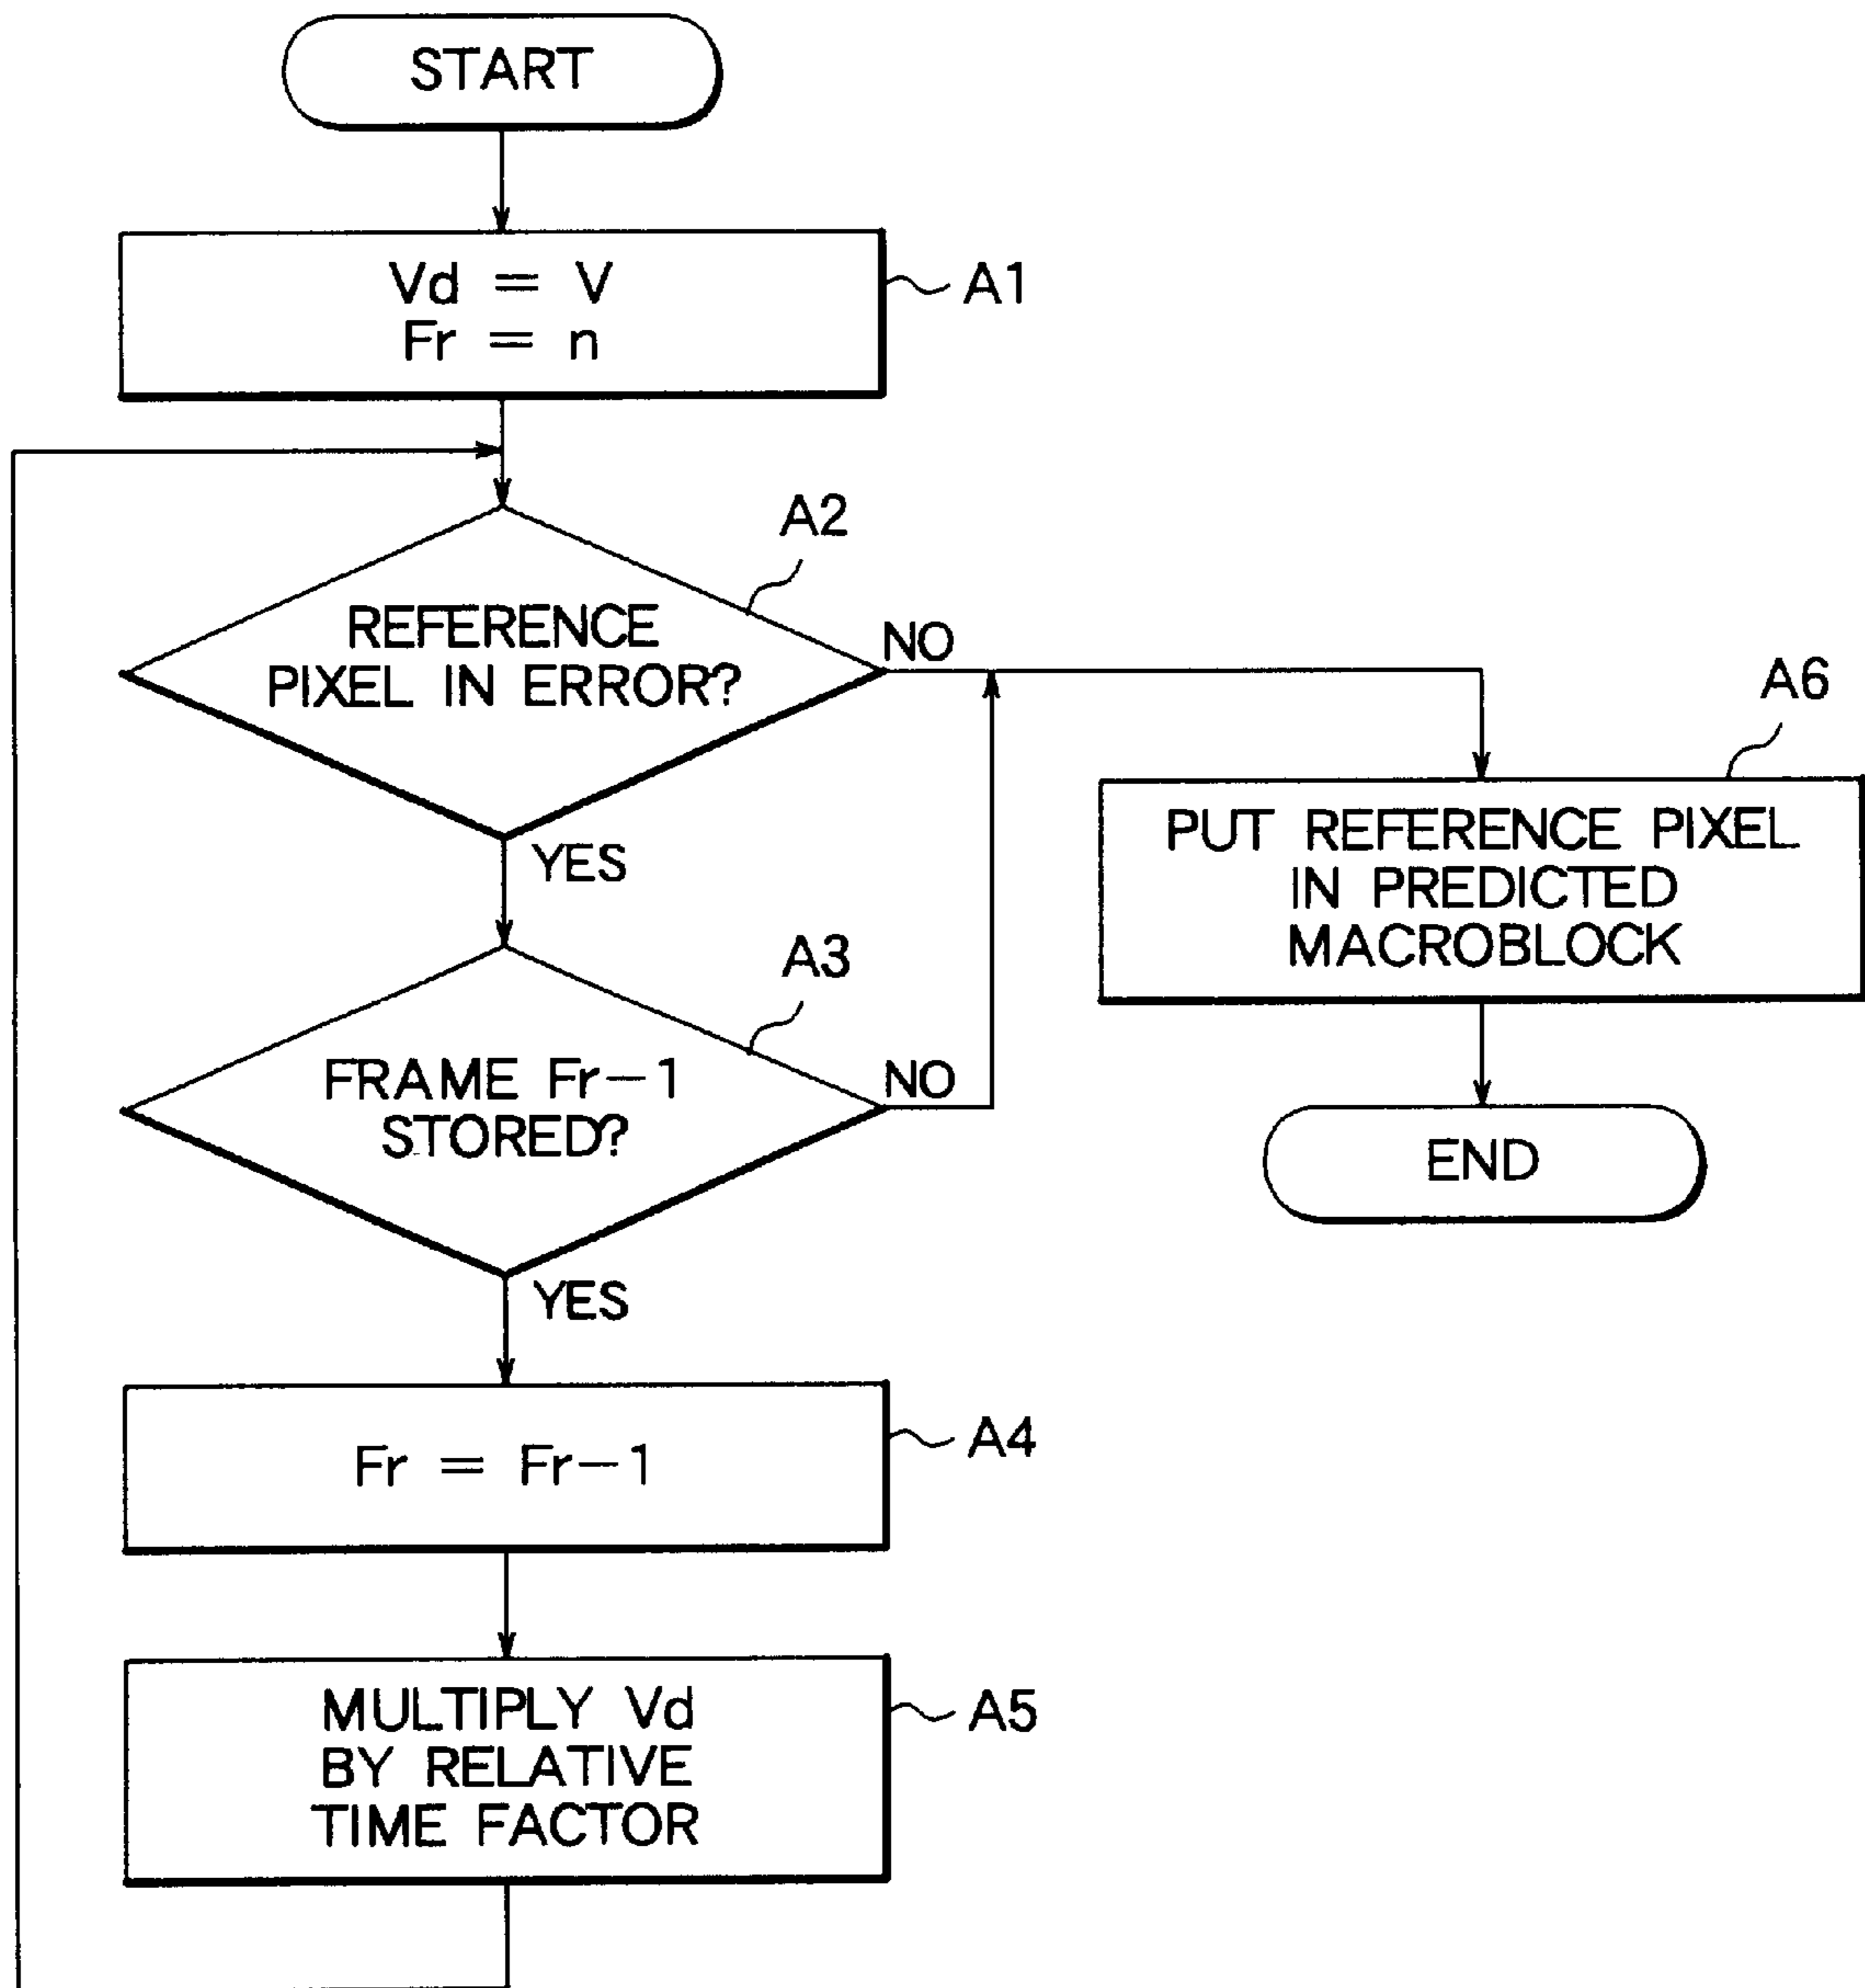 START
Vd = V
Fr = n
A1
A2
REFERENCE
PIXEL IN ERROR?
NO
YES
A3
FRAME Fr-1
STORED?
NO
YES
Fr = Fr-1
A4
MULTIPLY Vd
BY RELATIVE
TIME FACTOR
A5
A6
PUT REFERENCE PIXEL
IN PREDICTED
MACROBLOCK
END